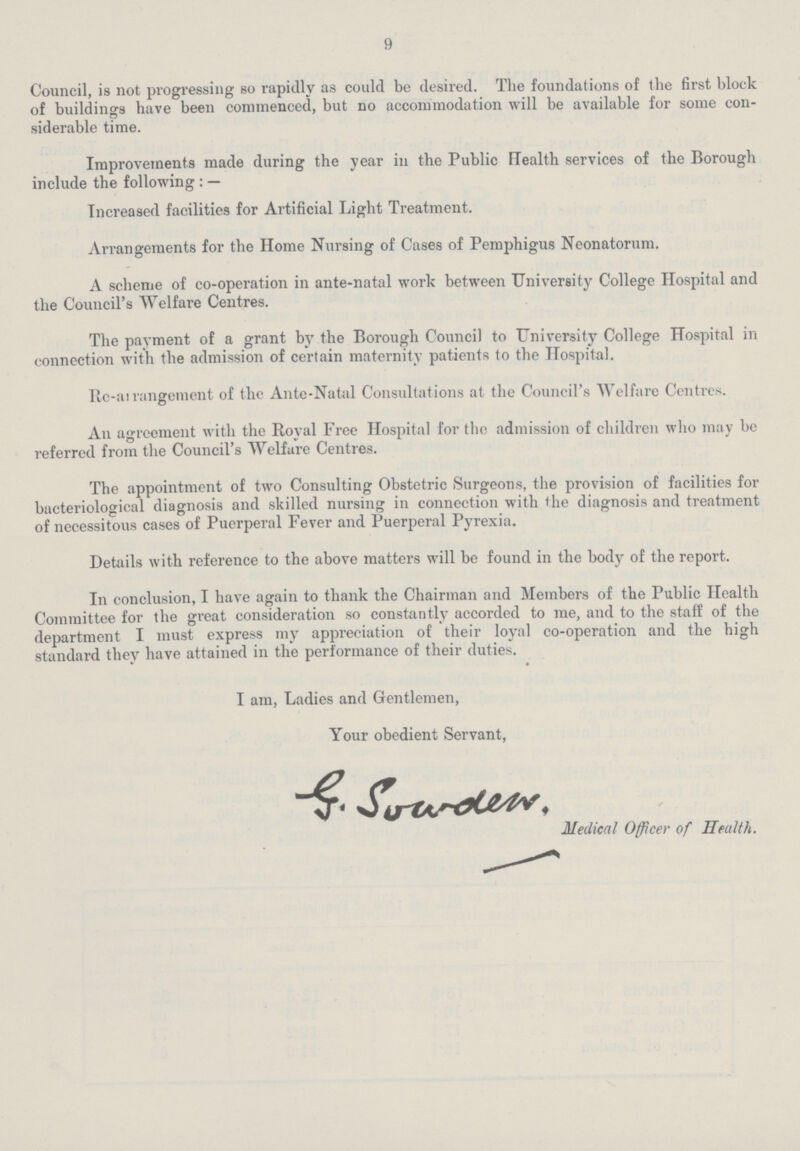 9
Council, is not progressing so rapidly as could be desired. The foundations of the first block
of buildings have been commenced, but no accommodation will be available for some con-
siderable time.
Improvements made during the year in the Public Health services of the Borough
include the following : —
Increased facilities for Artificial Light Treatment.
Arrangements for the Home Nursing of Cases of Pemphigus Neonatorum.
A scheme of co-operation in ante-natal work between University College Hospital and
the Council's Welfare Centres.
The payment of a grant by the Borough Council to University College Hospital in
connection with the admission of certain maternity patients to the Hospital.
Re-arrangement of the Ante-Natal Consultations at the Council's Welfare Centres.
An agreement with the Royal Free Hospital for the admission of children who may be
referred from the Council's Welfare Centres.
The appointment of two Consulting Obstetric Surgeons, the provision of facilities for
bacteriological diagnosis and skilled nursing in connection with the diagnosis and treatment
of necessitous cases of Puerperal Fever and Puerperal Pyrexia.
Details with reference to the above matters will be found in the body of the report.
In conclusion, I have again to thank the Chairman and Members of the Public Health
Committee for the great consideration so constantly accorded to me, and to the staff of the
department I must express my appreciation of their loyal co-operation and the high
standard they have attained in the performance of their duties.
I am, Ladies and Gentlemen,
Your obedient Servant,
G. Sowden.
Medical Officer of Health.